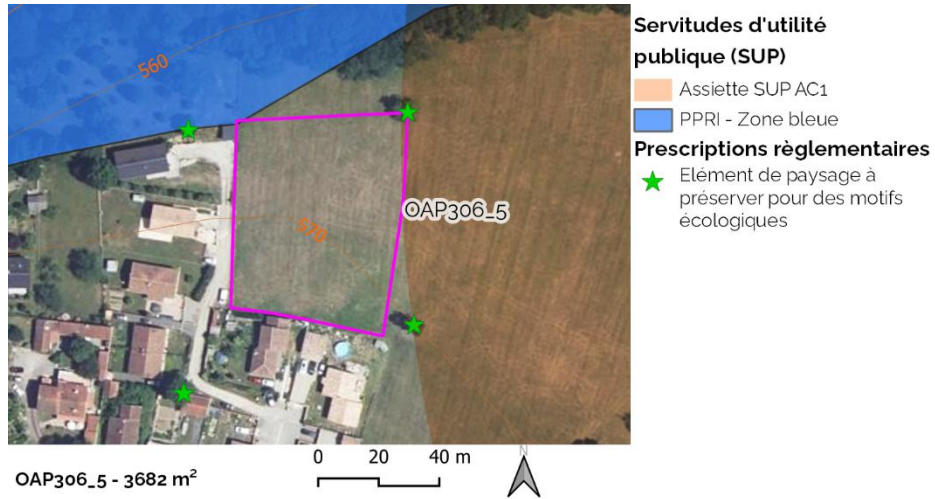 Servitudes d'utilité
publique (SUP)
Assiette SUP AC1
PPRI - Zone bleue
Prescriptions règlementaires
Elément de paysage à
préserver pour des motifs
écologiques
560
OAP306_5
570
OAP306_5 - 3682 m²
0 20 40 m
N